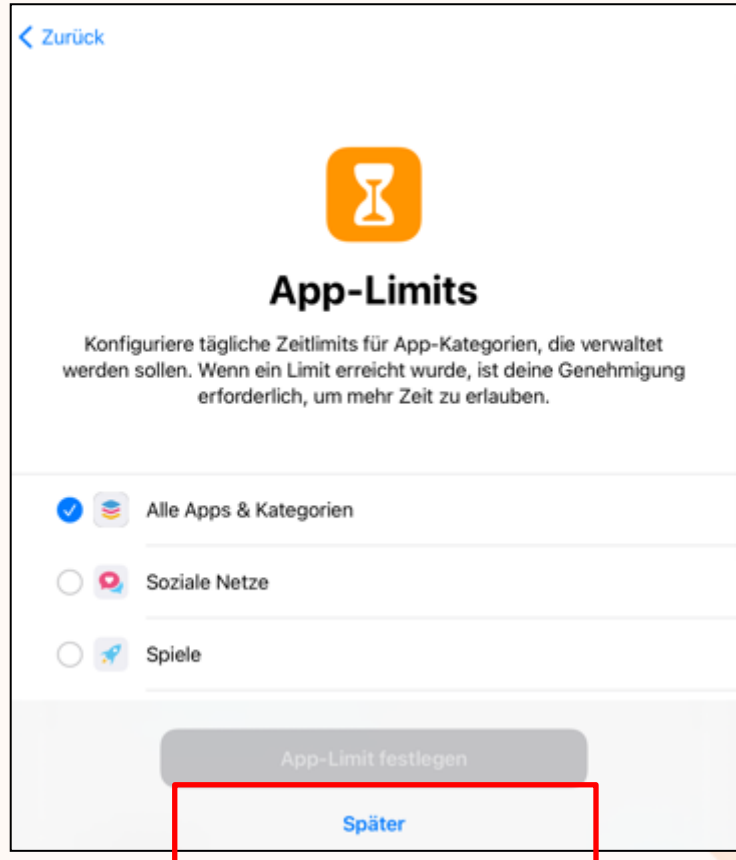 Zurück
App-Limits
Konfiguriere tägliche Zeitlimits für App-Kategorien, die verwaltet
werden sollen. Wenn ein Limit erreicht wurde, ist deine Genehmigung
erforderlich, um mehr Zeit zu erlauben.
Alle Apps & Kategorien
Soziale Netze
Spiele
App-Limit festlegen
Später